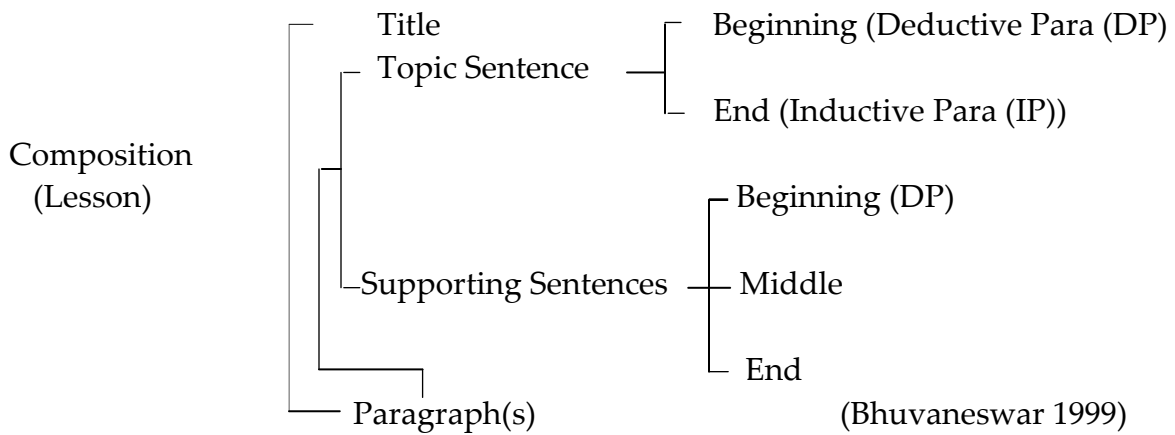 Title
Beginning (Deductive Para (DP)
Topic Sentence
End (Inductive Para (IP))
Composition
(Lesson)
Beginning (DP)
Supporting Sentences
Middle
End
Paragraph(s)
(Bhuvaneswar 1999)